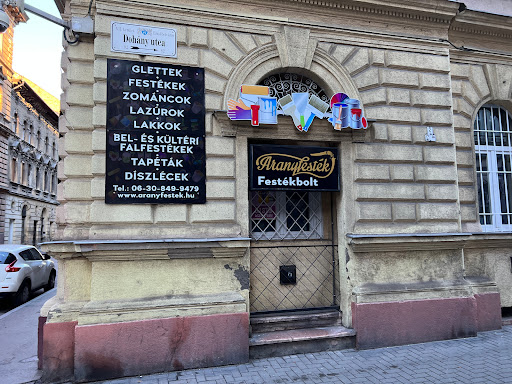 Dohány utca
GLETTEK
FESTÉKEK
ZOMÁNCOK
LAZÚROK
LAKKOK
BEL- ÉS KÜLTÉRI
FALFESTÉKEK
TAPÉTÁK
DÍSZLÉCEK
Tel.: 06-30-849-9479
www.aranyfestek.hu
Aranyfesték
Festékbolt